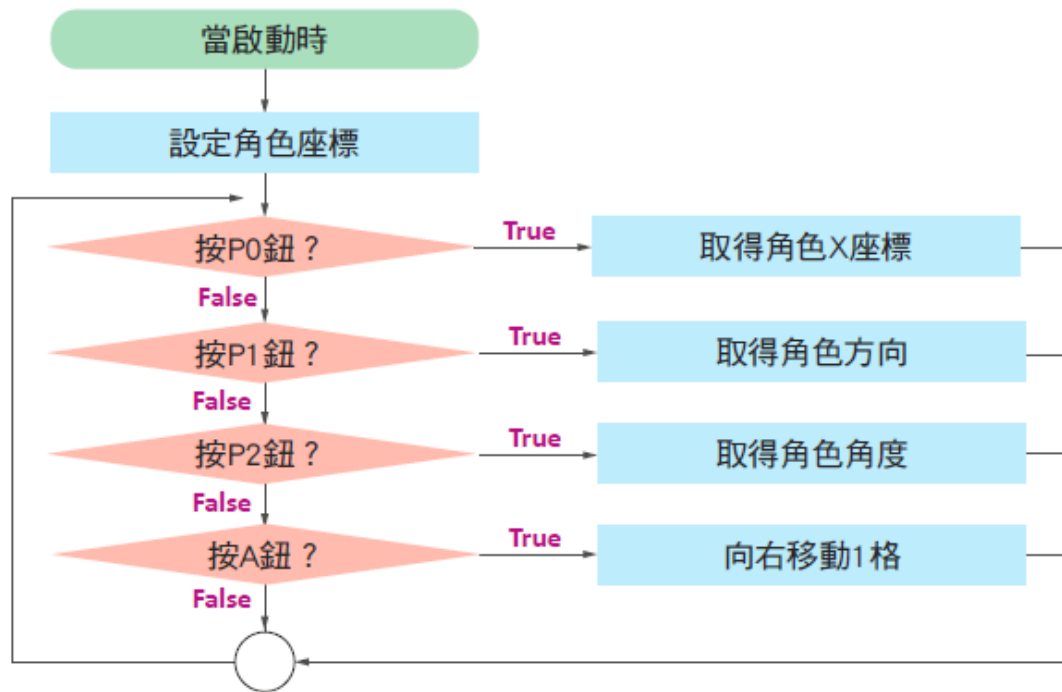 當啟動時
設定角色座標
按P0鈕？
True
取得角色X座標
False
按P1鈕？
True
取得角色方向
False
按P2鈕？
True
取得角色角度
False
按A鈕？
True
向右移動1格
False